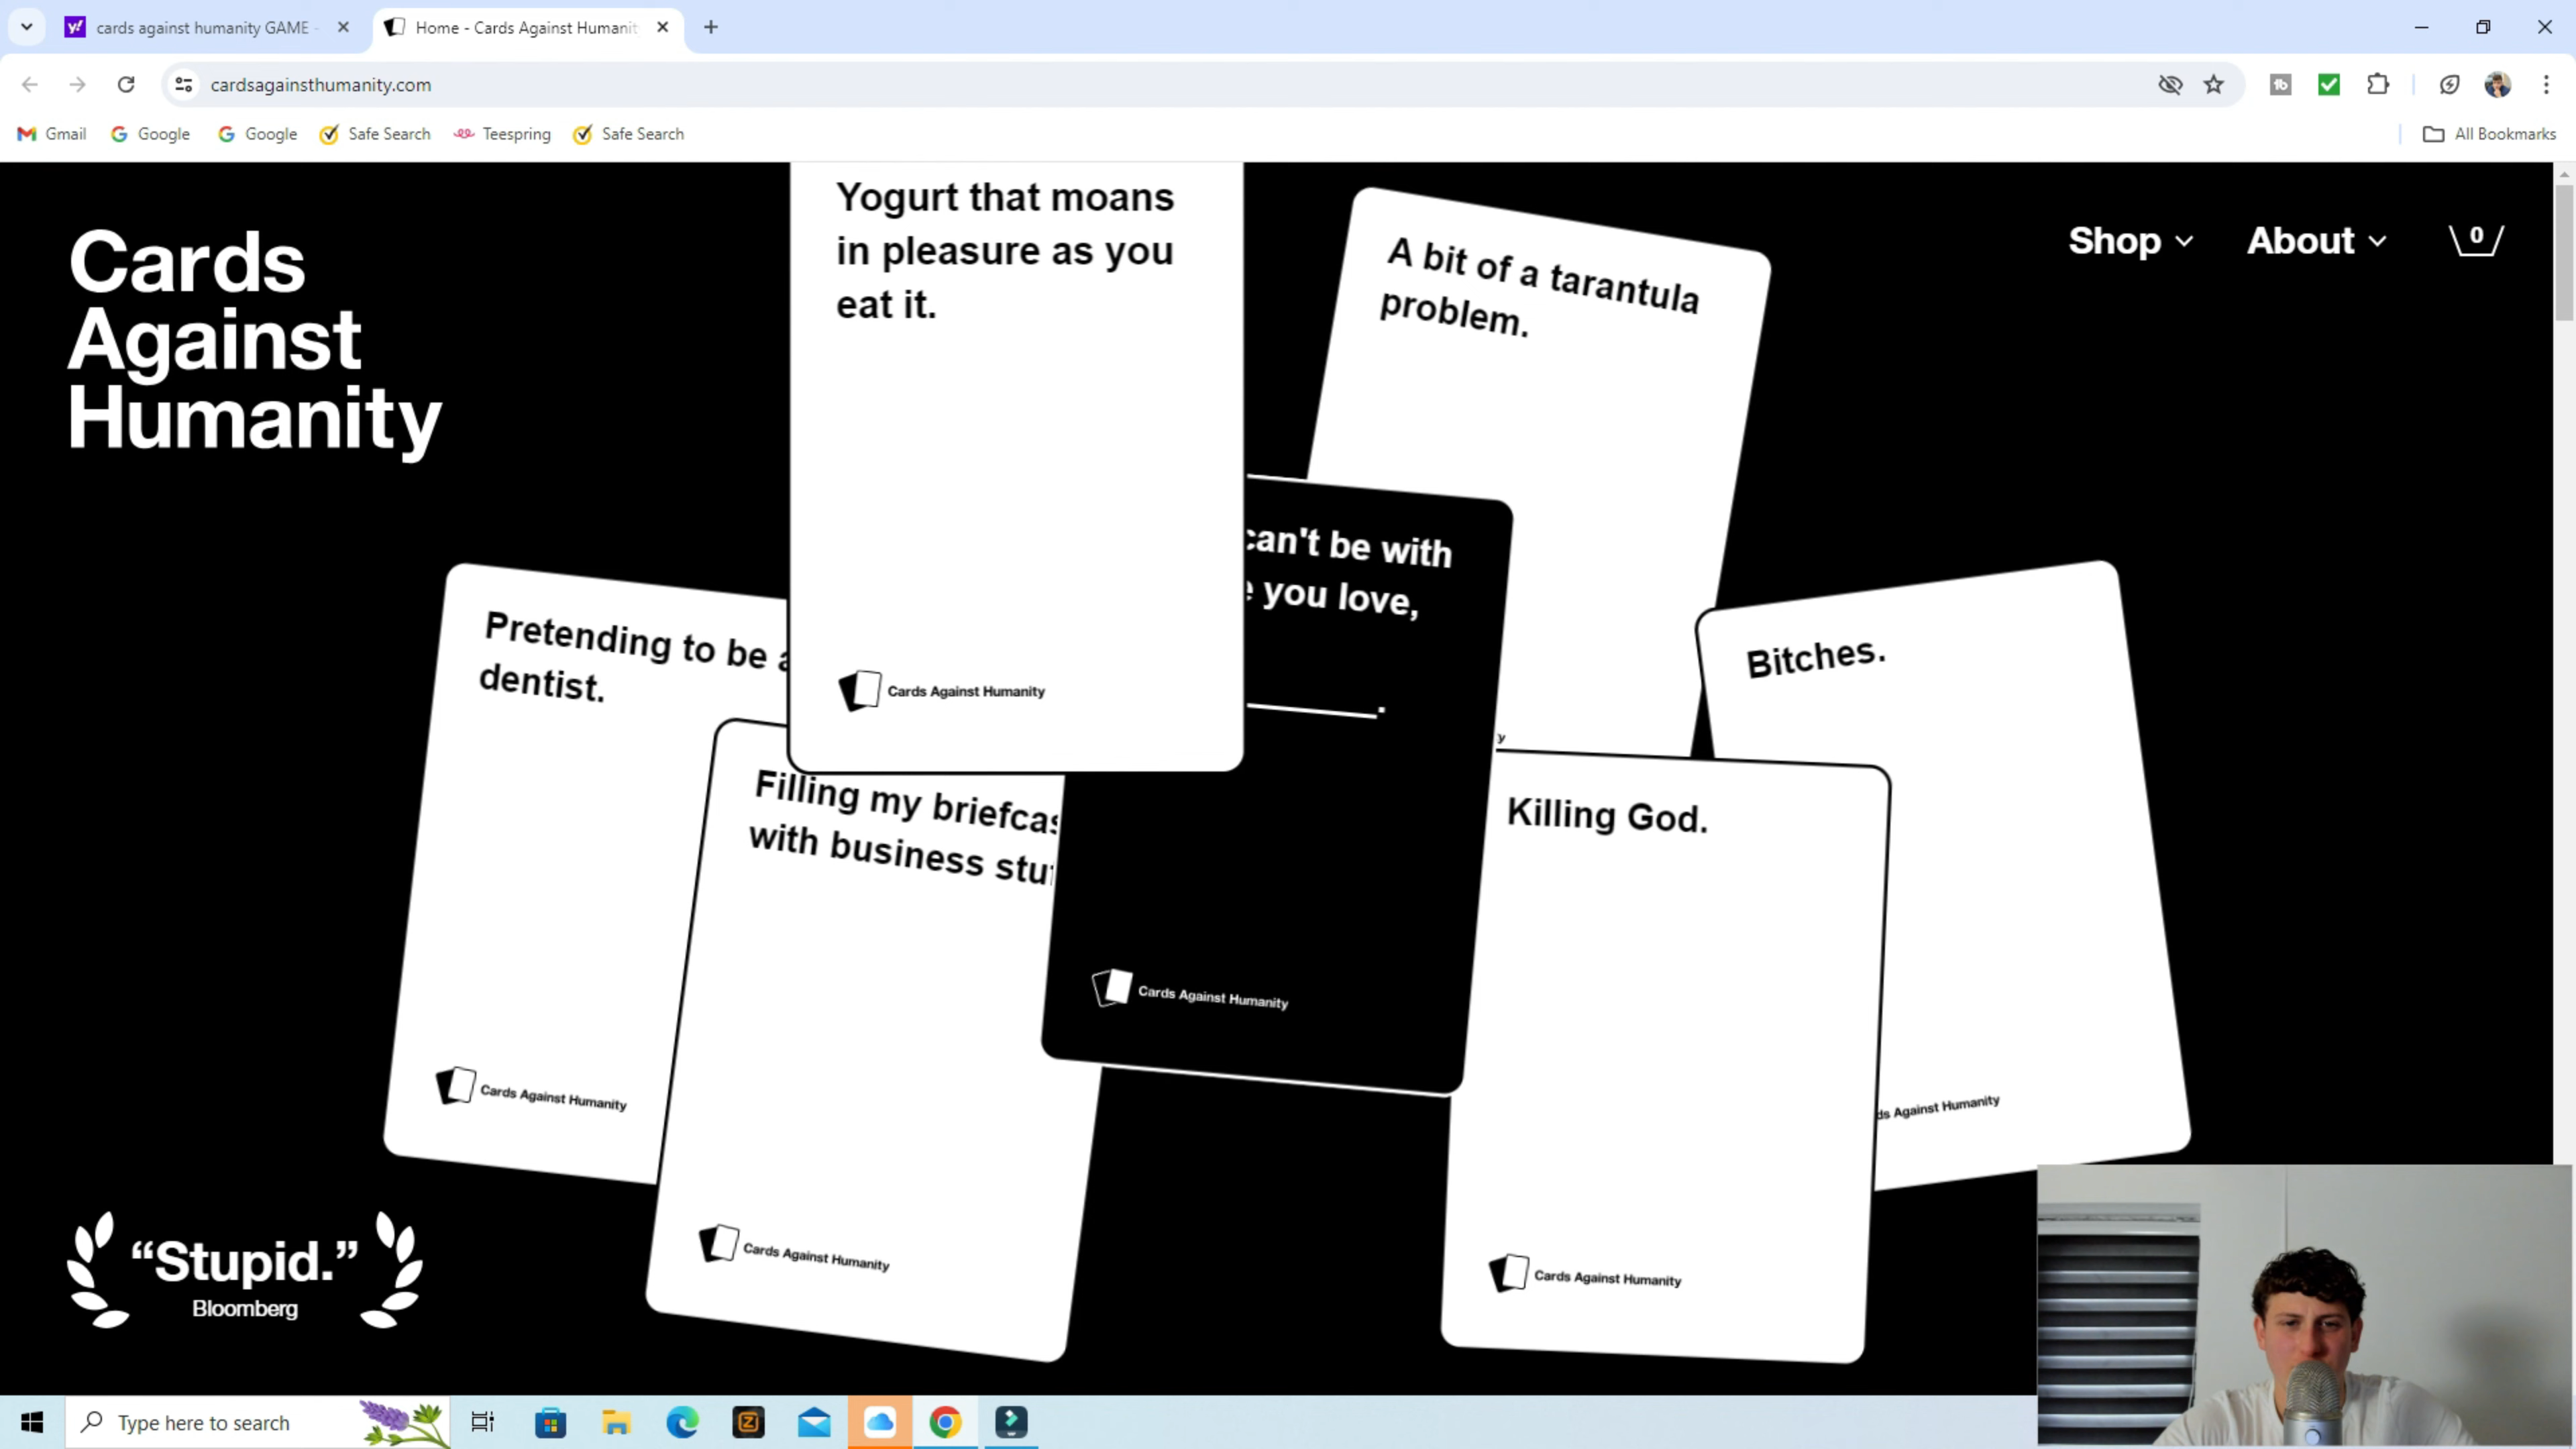 cards against humanity GAME -
Home - Cards Against Humanit
cardsagainsthumanity.com
Gmail
Google
Google
Safe Search
Teespring
Safe Search
All Bookmarks
Cards
Against
Humanity
Shop
About
0
Yogurt that moans
in pleasure as you
eat it.
Cards Against Humanity
A bit of a tarantula
problem.
can't be with
you love,
_______.
Cards Against Humanity
Pretending to be a
dentist.
Cards Against Humanity
Filling my briefcas
with business stu
Cards Against Humanity
y
Killing God.
Cards Against Humanity
Bitches.
ds Against Humanity
“Stupid.”
Bloomberg
Type here to search